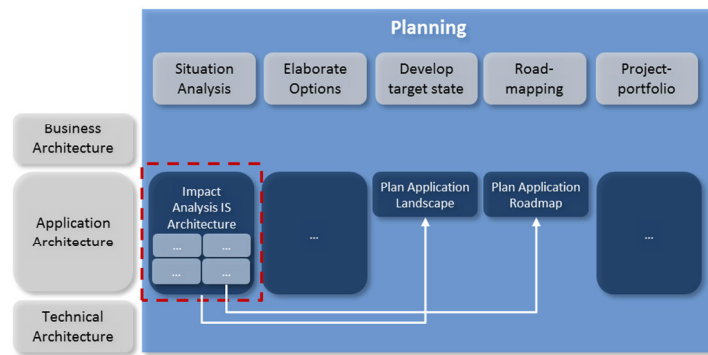 Planning
Situation
Analysis
Elaborate
Options
Develop
target state
Road-
mapping
Project-
portfolio
Business
Architecture
Application
Architecture
Technical
Architecture
Impact
Analysis IS
Architecture
...
...
...
...
...
Plan Application
Landscape
Plan Application
Roadmap
...